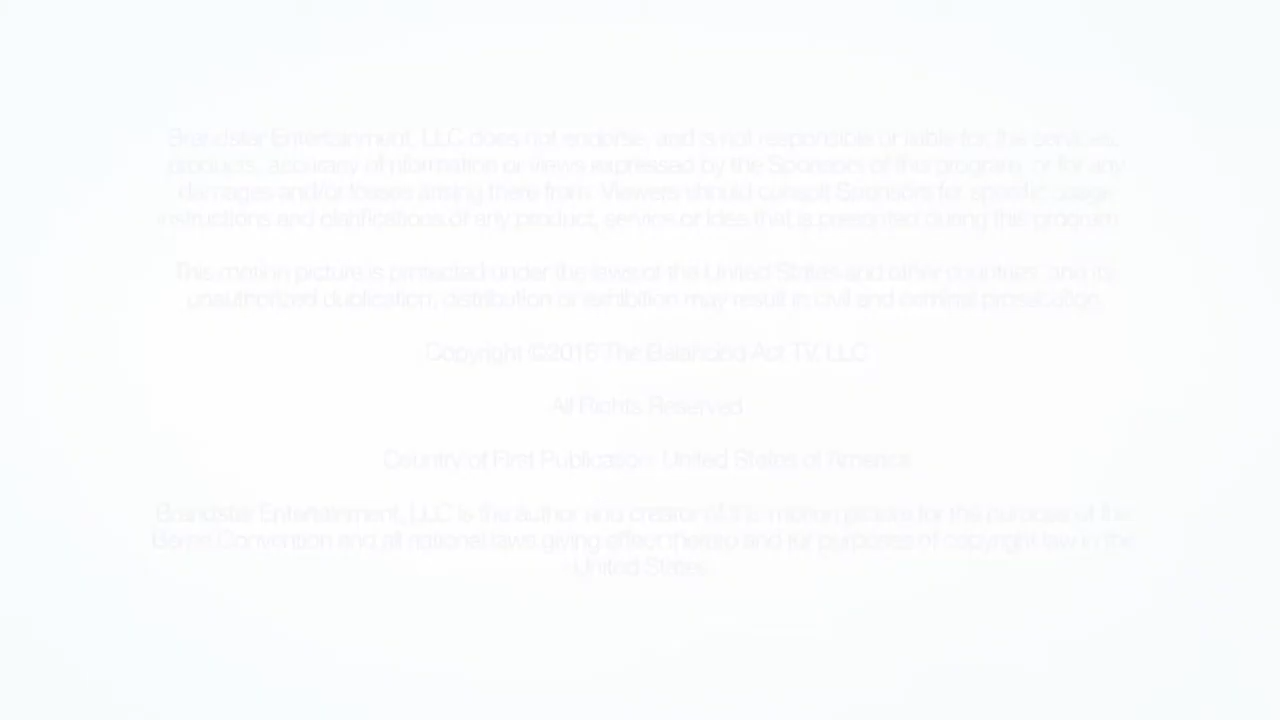 Brandstar Entertainment, LLC does not endorse, and is not responsible or liable for, the services,
products, accuracy of information or views expressed by the Sponsors of this program, or for any
damages and/or losses arising there from. Viewers should consult Sponsors for specific usage
instructions and clarifications of any product, service or idea that is presented during this program.
This motion picture is protected under the laws of the United States and other countries, and its
unauthorized duplication, distribution or exhibition may result in civil and criminal prosecution.
Copyright ©2016 The Balancing Act TV, LLC
All Rights Reserved
Country of First Publication: United States of America
Brandstar Entertainment, LLC is the author and creator of this motion picture for the purpose of the
Berne Convention and all national laws giving effect thereto and for purposes of copyright law in the
United States.